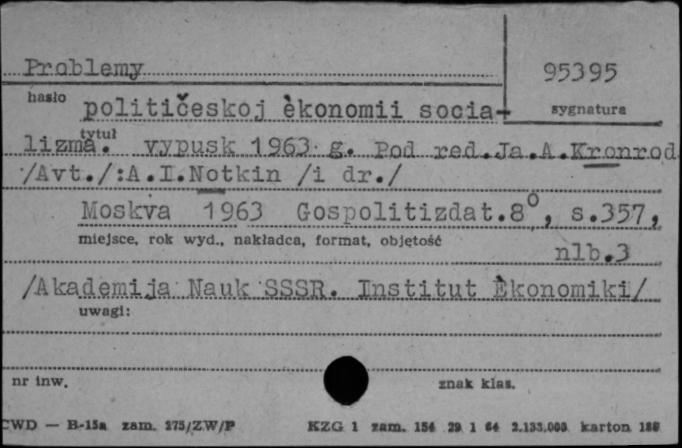 Problemy
95395
hasło
političeskoj èkonomii socia-
sygnatura
tytuł
lizma. vypusk 1963 g. Pod red.Ja.A.Kronrod
/Avt./:A.I.Notkin /i dr./
Moskva 1963 Gospolitizdat.8°, s.357,
miejsce, rok wyd., nakładca, format, objętość
nlb.3
/Akademija Nauk SSSR. Institut Èkonomiki/
uwagi:
nr inw.
znak klas.
CWD — B-15a zam. 275/ZW/P
KZG 1 zam. 154 29 1 64 2.133.000 karton